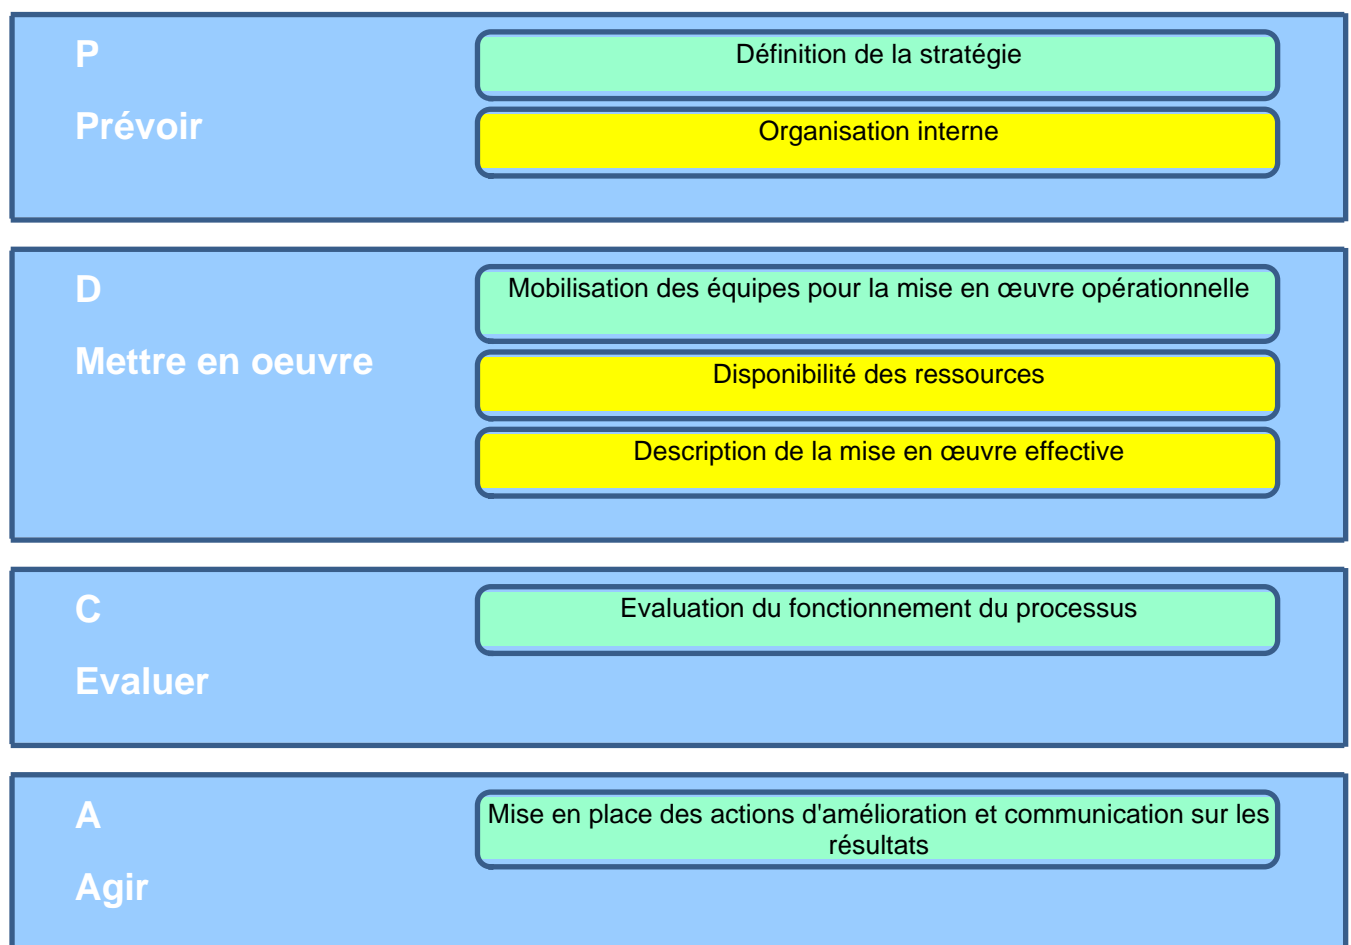 P
Prévoir
Définition de la stratégie
Organisation interne
D
Mettre en oeuvre
Mobilisation des équipes pour la mise en œuvre opérationnelle
Disponibilité des ressources
Description de la mise en œuvre effective
C
Evaluer
Evaluation du fonctionnement du processus
A
Agir
Mise en place des actions d'amélioration et communication sur les
résultats